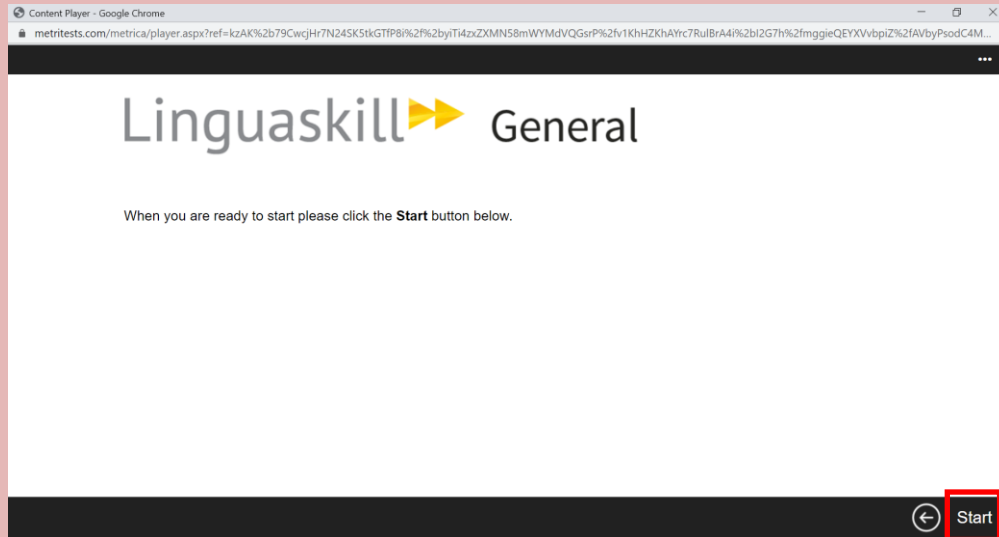 Content Player - Google Chrome
metritests.com/metrica/player.aspx?ref=kzAK%2b79CwcjHr7N24SK5tkGTfP8i%2f%2byiTi4zxZXMN58mWYMdVQGsrP%2fv1KhHZKhAYrc7RulBrA4i%2bl2G7h%2fmggieQEYXVvbpiZ%2fAVbyPsodC4M...
Linguaskill General
When you are ready to start please click the Start button below.
Start